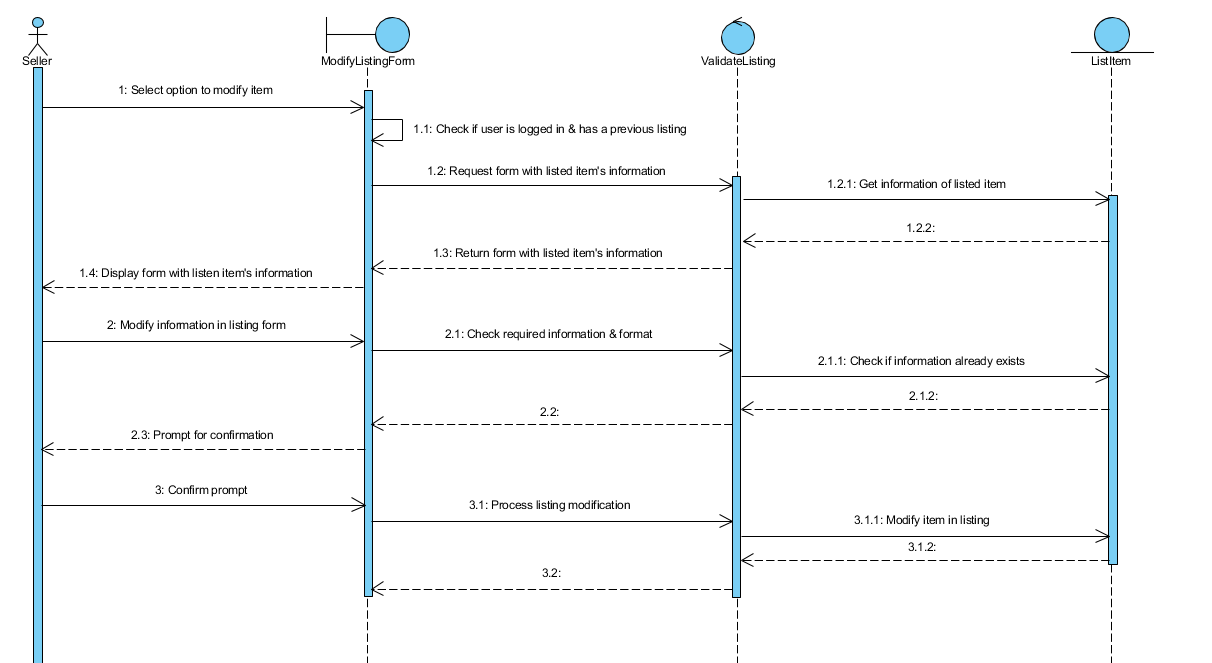 Seller
ModifyListingForm
ValidateListing
ListItem
1: Select option to modify item
1.1: Check if user is logged in & has a previous listing
1.2: Request form with listed item's information
1.2.1: Get information of listed item
1.2.2:
1.3: Return form with listed item's information
1.4: Display form with listen item's information
2: Modify information in listing form
2.1: Check required information & format
2.1.1: Check if information already exists
2.1.2:
2.2:
2.3: Prompt for confirmation
3: Confirm prompt
3.1: Process listing modification
3.1.1: Modify item in listing
3.1.2:
3.2: